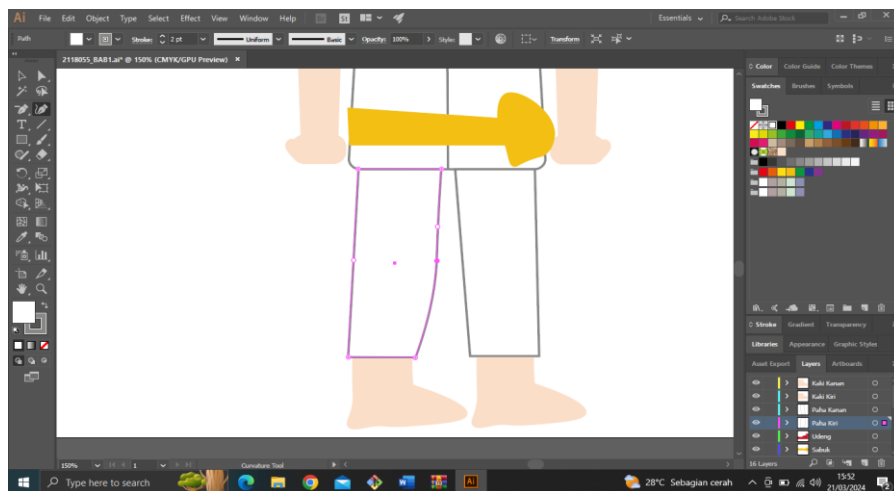 Ai File Edit Object Type Select Effect View Window Help Br St Essentials Search Adobe Stock
Path Stroke: 2 pt Uniform Basic Opacity: 100% Style: Transform
2118055_BAB1.ai* @ 150% (CMYK/GPU Preview) ×
Color Color Guide Color Themes
Swatches Brushes Symbols
Stroke Gradient Transparency
Libraries Appearance Graphic Styles
Asset Export Layers Artboards
Kaki Kanan
Kaki Kiri
Paha Kanan
Paha Kiri
Udeng
Sabuk
150% 1 Curvature Tool 16 Layers
Type here to search 28°C Sebagian cerah 15:52
21/03/2024